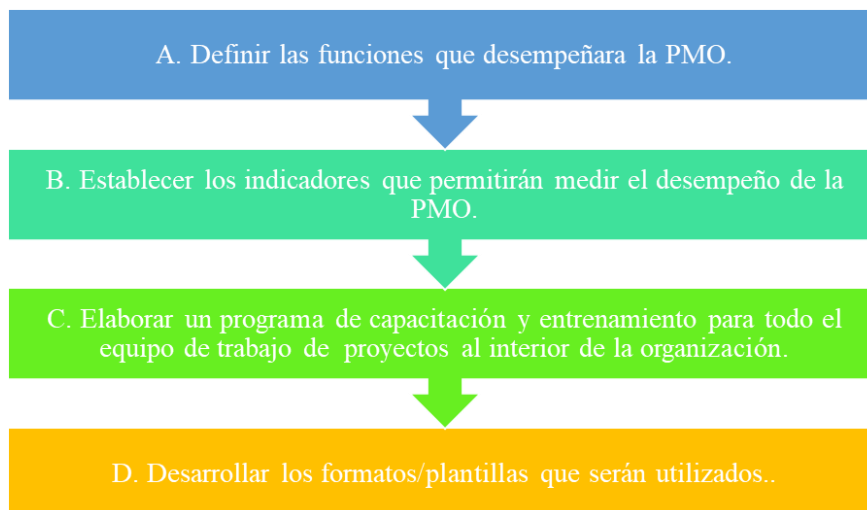 A. Definir las funciones que desempeñara la PMO.
B. Establecer los indicadores que permitirán medir el desempeño de la
PMO.
C. Elaborar un programa de capacitación y entrenamiento para todo el
equipo de trabajo de proyectos al interior de la organización.
D. Desarrollar los formatos/plantillas que serán utilizados..